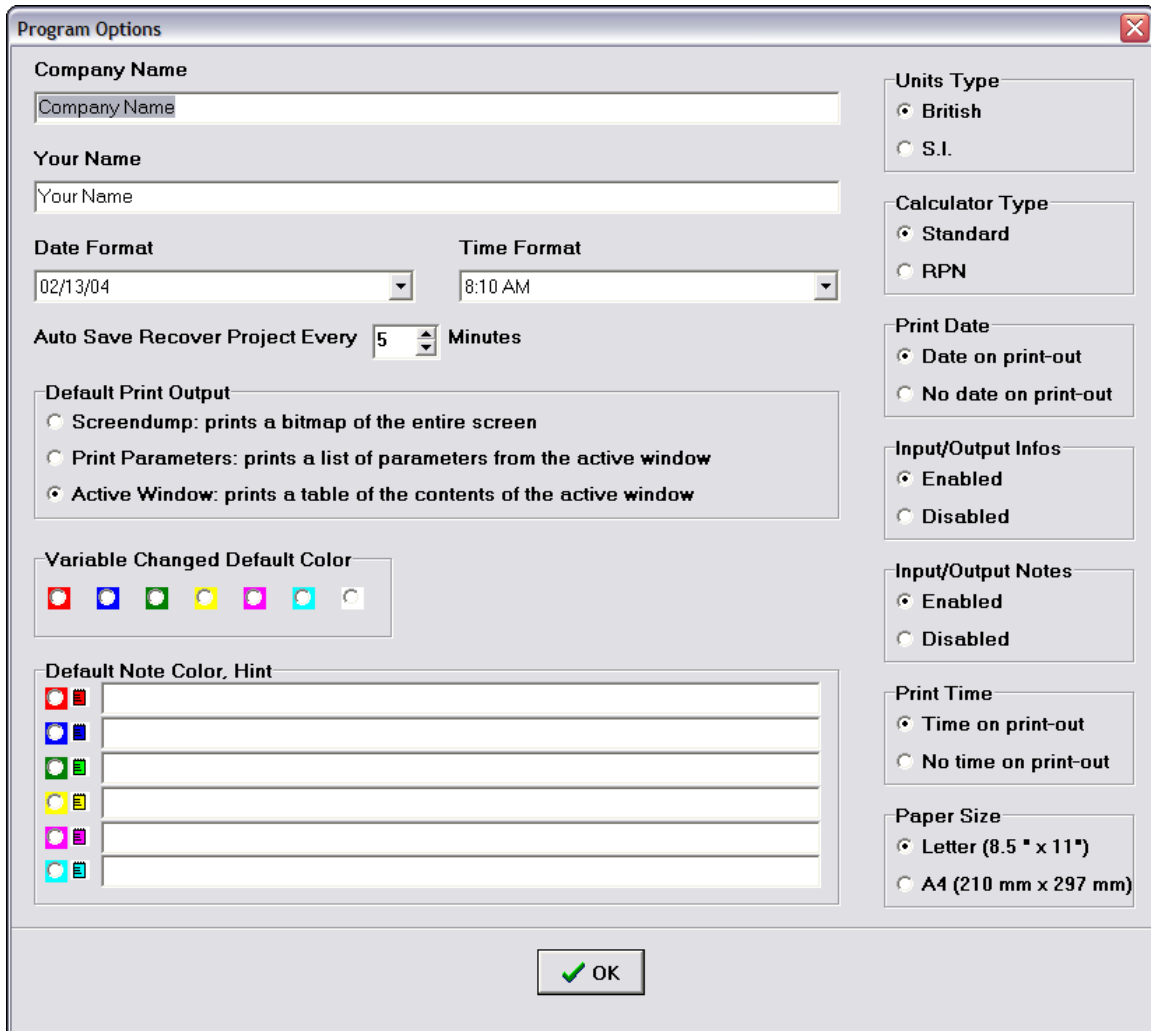 Program Options
Company Name
Company Name
Your Name
Your Name
Date Format
Time Format
02/13/04
8:10 AM
Auto Save Recover Project Every 5 Minutes
Default Print Output
Screendump: prints a bitmap of the entire screen
Print Parameters: prints a list of parameters from the active window
Active Window: prints a table of the contents of the active window
Variable Changed Default Color
Default Note Color, Hint
Units Type
British
S.I.
Calculator Type
Standard
RPN
Print Date
Date on print-out
No date on print-out
Input/Output Infos
Enabled
Disabled
Input/Output Notes
Enabled
Disabled
Print Time
Time on print-out
No time on print-out
Paper Size
Letter (8.5 " x 11")
A4 (210 mm x 297 mm)
OK